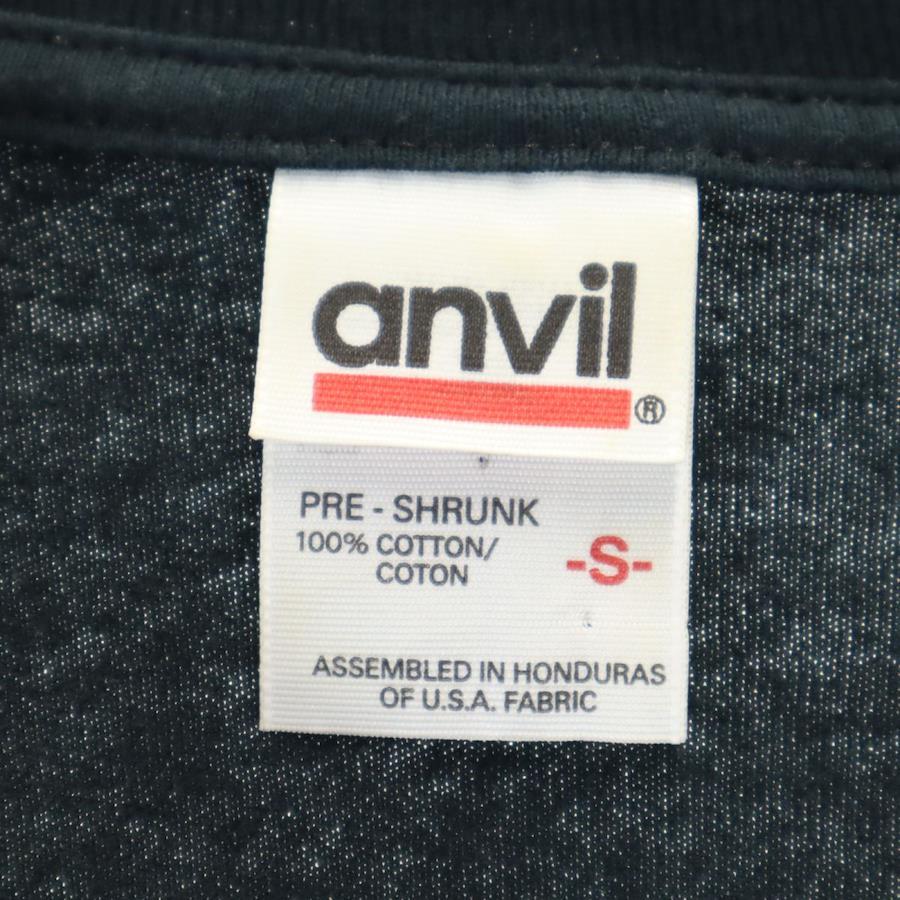 anvil
®
PRE - SHRUNK
100% COTTON/
COTON
-S-
ASSEMBLED IN HONDURAS
OF U.S.A. FABRIC